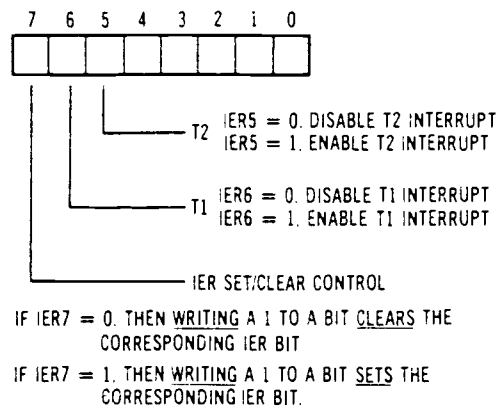 7 6 5 4 3 2 1 0
T2 IER5 = 0. DISABLE T2 INTERRUPT
IER5 = 1. ENABLE T2 INTERRUPT
T1 IER6 = 0. DISABLE T1 INTERRUPT
IER6 = 1. ENABLE T1 INTERRUPT
IER SET/CLEAR CONTROL
IF IER7 = 0. THEN WRITING A 1 TO A BIT CLEARS THE
CORRESPONDING IER BIT
IF IER7 = 1. THEN WRITING A 1 TO A BIT SETS THE
CORRESPONDING IER BIT.